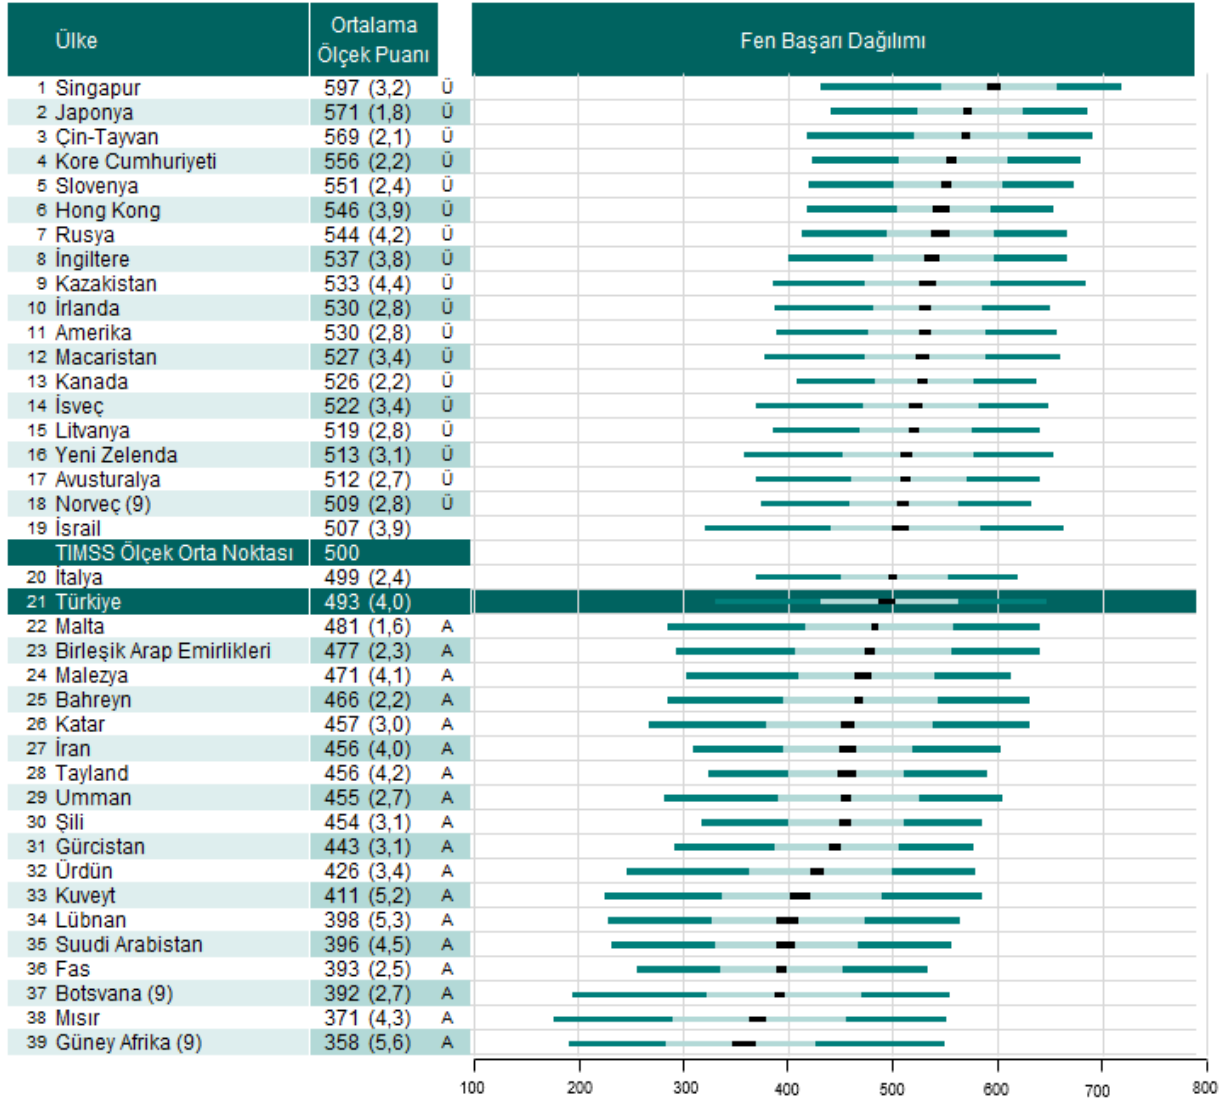 Ülke Ortalama Ölçek Puanı Fen Başarı Dağılımı
1 Singapur 597 (3,2) Ü
2 Japonya 571 (1,8) Ü
3 Çin-Tayvan 569 (2,1) Ü
4 Kore Cumhuriyeti 556 (2,2) Ü
5 Slovenya 551 (2,4) Ü
6 Hong Kong 546 (3,9) Ü
7 Rusya 544 (4,2) Ü
8 İngiltere 537 (3,8) Ü
9 Kazakistan 533 (4,4) Ü
10 İrlanda 530 (2,8) Ü
11 Amerika 530 (2,8) Ü
12 Macaristan 527 (3,4) Ü
13 Kanada 526 (2,2) Ü
14 İsveç 522 (3,4) Ü
15 Litvanya 519 (2,8) Ü
16 Yeni Zelenda 513 (3,1) Ü
17 Avusturalya 512 (2,7) Ü
18 Norveç (9) 509 (2,8) Ü
19 İsrail 507 (3,9)
TIMSS Ölçek Orta Noktası 500
20 İtalya 499 (2,4)
21 Türkiye 493 (4,0)
22 Malta 481 (1,6) A
23 Birleşik Arap Emirlikleri 477 (2,3) A
24 Malezya 471 (4,1) A
25 Bahreyn 466 (2,2) A
26 Katar 457 (3,0) A
27 İran 456 (4,0) A
28 Tayland 456 (4,2) A
29 Umman 455 (2,7) A
30 Şili 454 (3,1) A
31 Gürcistan 443 (3,1) A
32 Ürdün 426 (3,4) A
33 Kuveyt 411 (5,2) A
34 Lübnan 398 (5,3) A
35 Suudi Arabistan 396 (4,5) A
36 Fas 393 (2,5) A
37 Botsvana (9) 392 (2,7) A
38 Mısır 371 (4,3) A
39 Güney Afrika (9) 358 (5,6) A
100 200 300 400 500 600 700 800